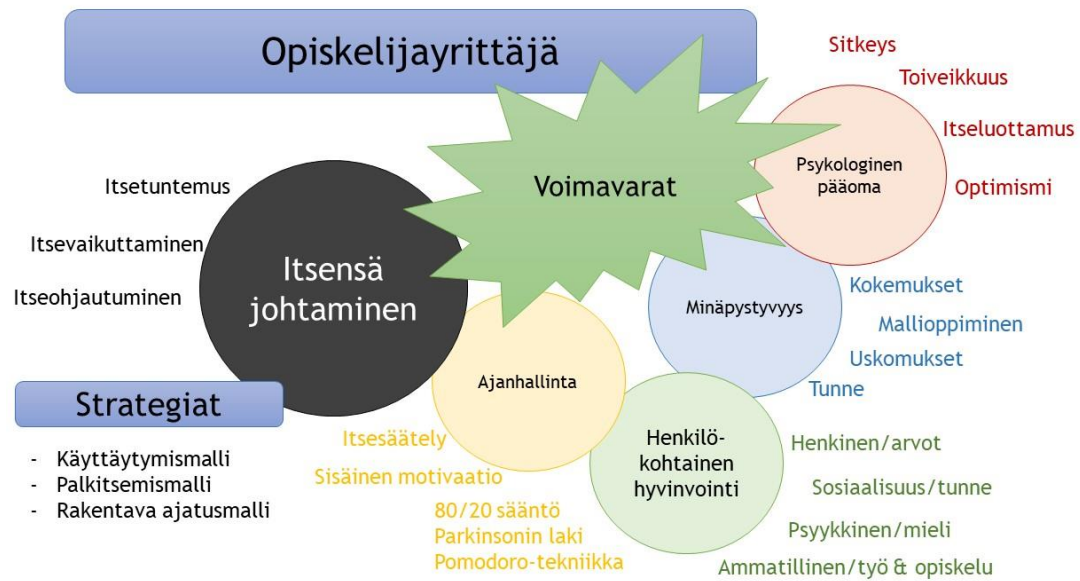 Opiskelijayrittäjä
Voimavarat
Sitkeys
Toiveikkuus
Itseluottamus
Optimismi
Psykologinen
pääoma
Itsetuntemus
Itsevaikuttaminen
Itseohjautuminen
Itsensä
johtaminen
Minäpystyvyys
Kokemukset
Mallioppiminen
Uskomukset
Tunne
Ajanhallinta
Itsesäätely
Sisäinen motivaatio
80/20 sääntö
Parkinsonin laki
Pomodoro-tekniikka
Henkilö-
kohtainen
hyvinvointi
Henkinen/arvot
Sosiaalisuus/tunne
Psyykkinen/mieli
Ammatillinen/työ & opiskelu
Strategiat
- Käyttäytymismalli
- Palkitsemismalli
- Rakentava ajatusmalli